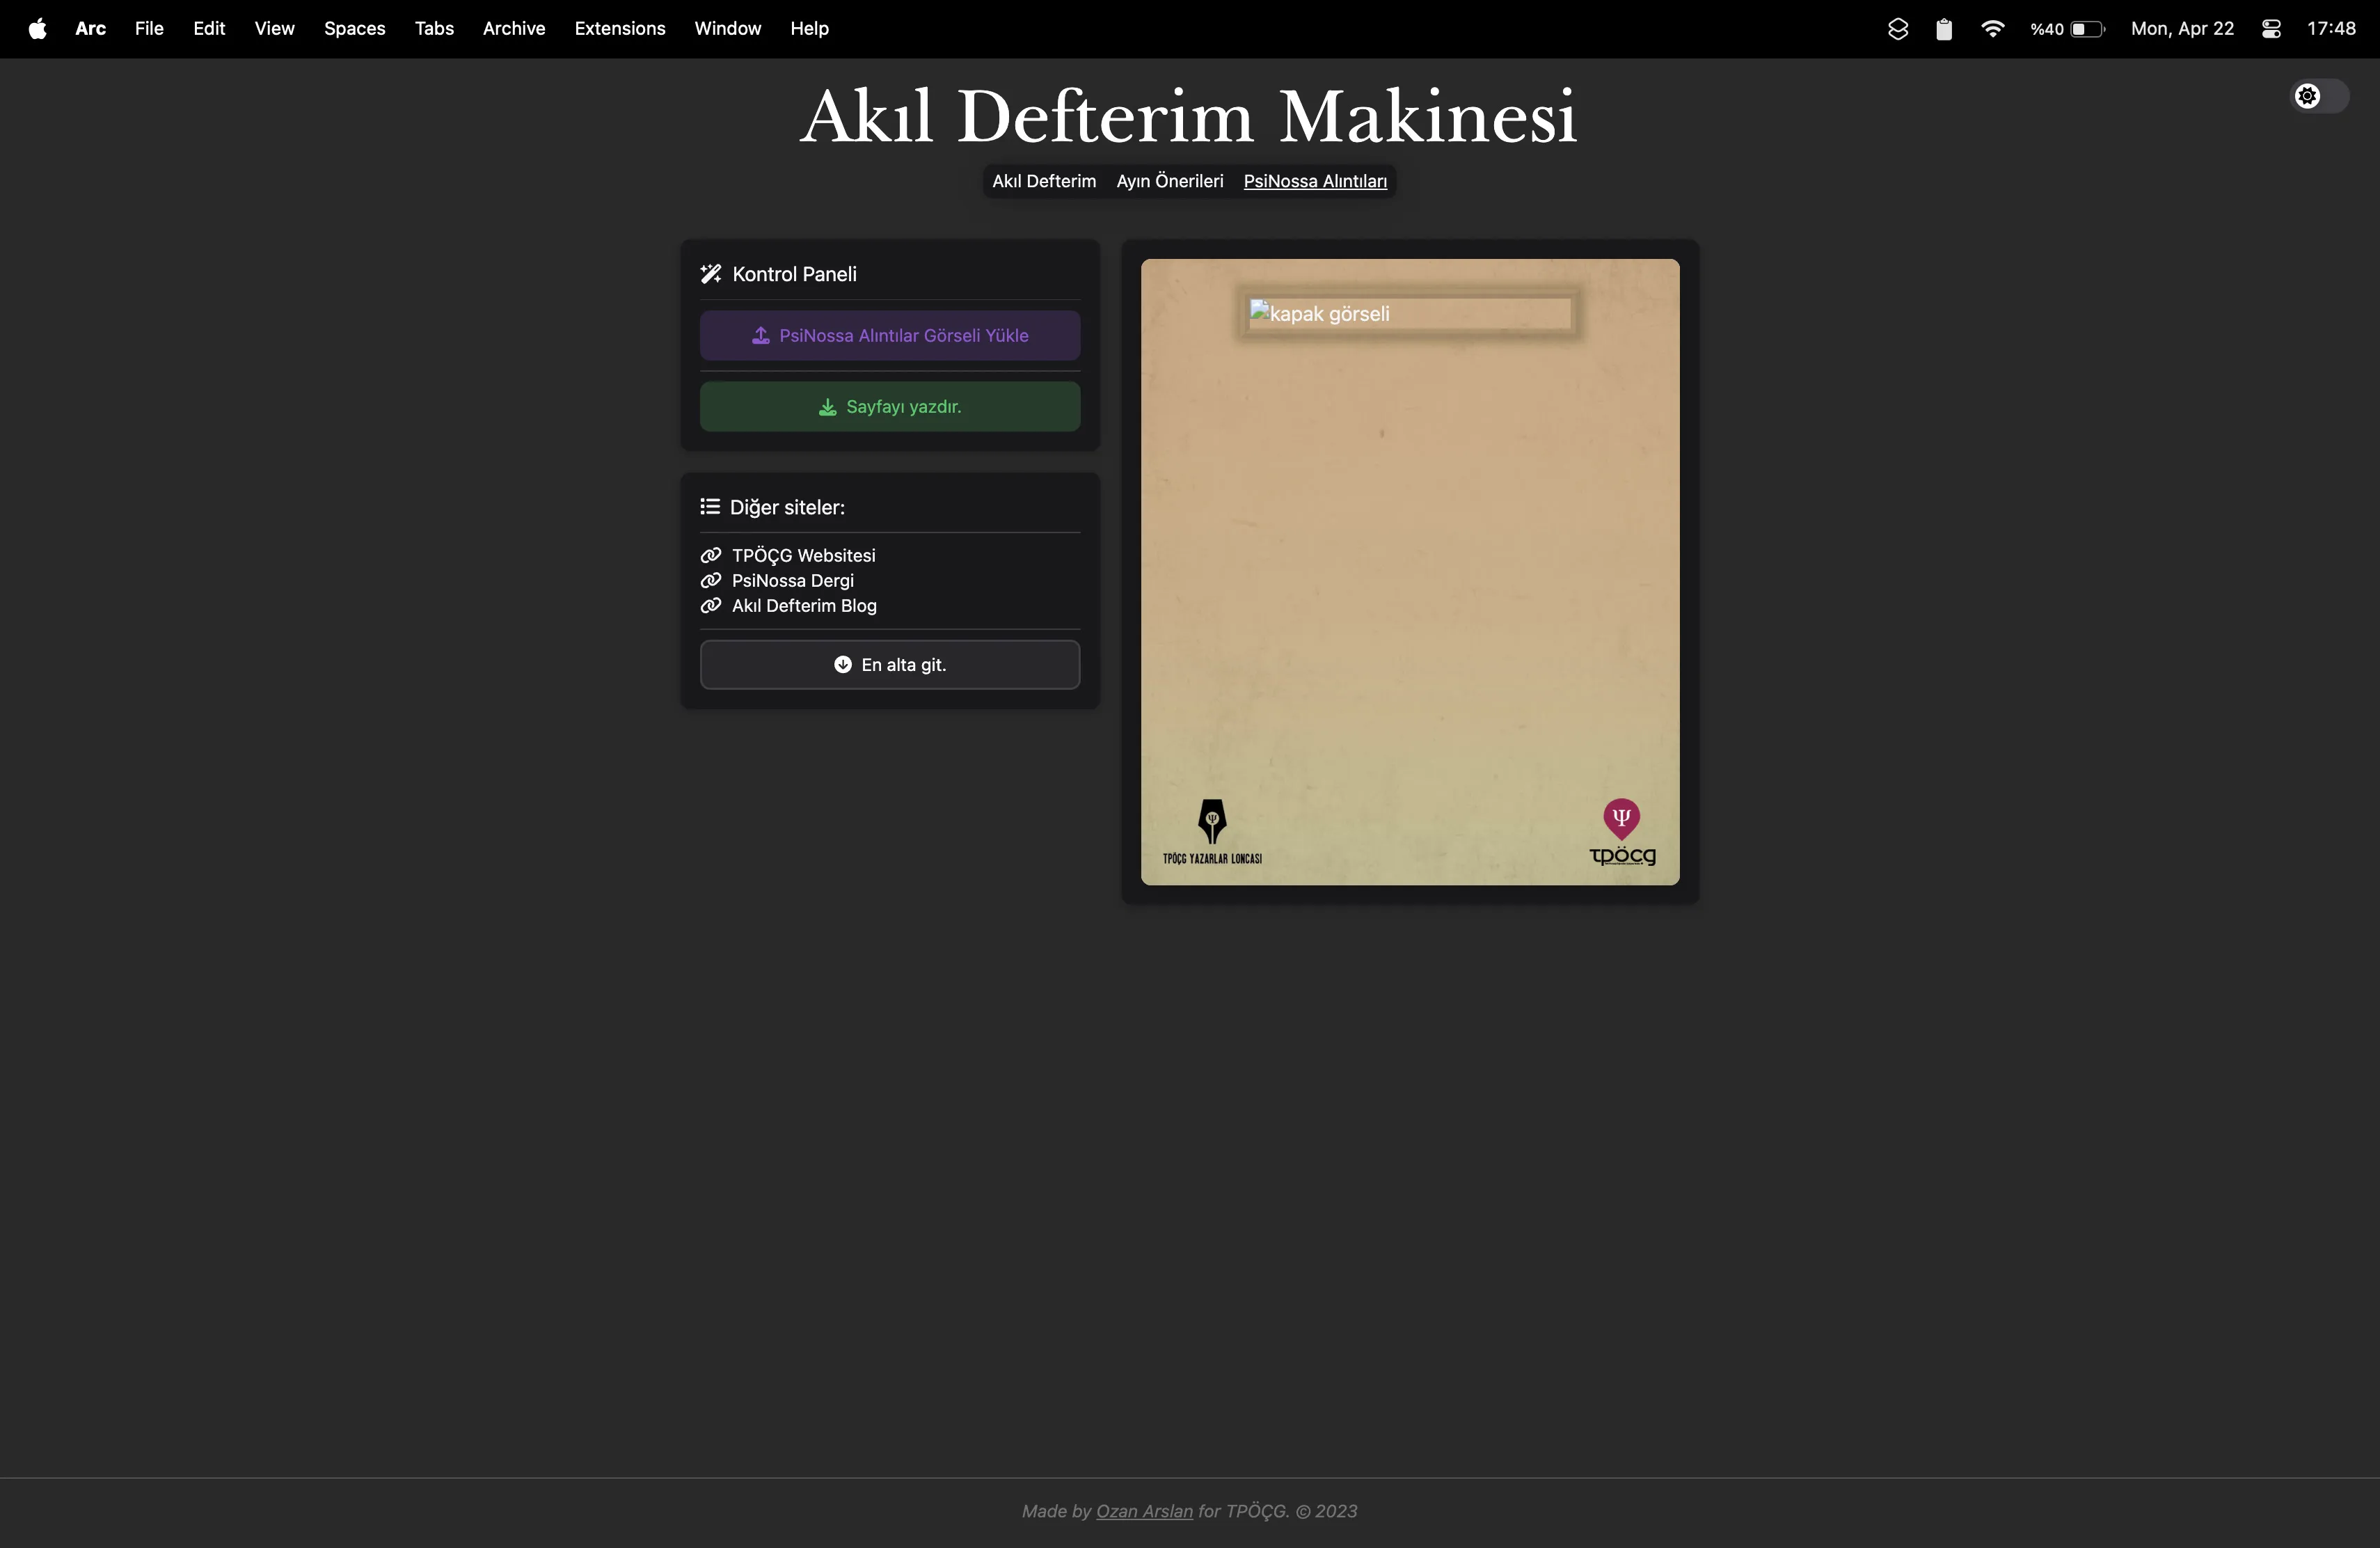 Arc File Edit View Spaces Tabs Archive Extensions Window Help %40 Mon, Apr 22 17:48
Akıl Defterim Makinesi
Akıl Defterim Ayın Önerileri PsiNossa Alıntıları
Kontrol Paneli
PsiNossa Alıntılar Görseli Yükle
Sayfayı yazdır.
Diğer siteler:
TPÖÇG Websitesi
PsiNossa Dergi
Akıl Defterim Blog
En alta git.
kapak görseli
Ψ
TPÖÇG YAZARLAR LONCASI
Ψ
τpöçg
Made by Ozan Arslan for TPÖÇG. © 2023